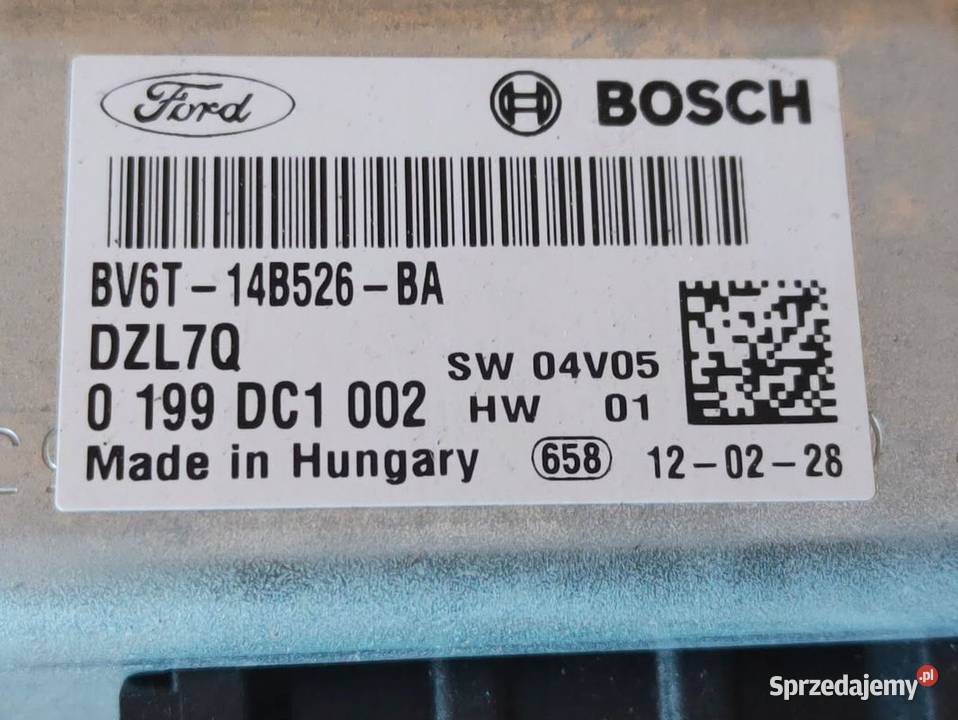 Ford BOSCH
BV6T-14B526-BA
DZL7Q
SW 04V05
0 199 DC1 002
HW 01
Made in Hungary 658 12-02-28
Sprzedajemy.pl